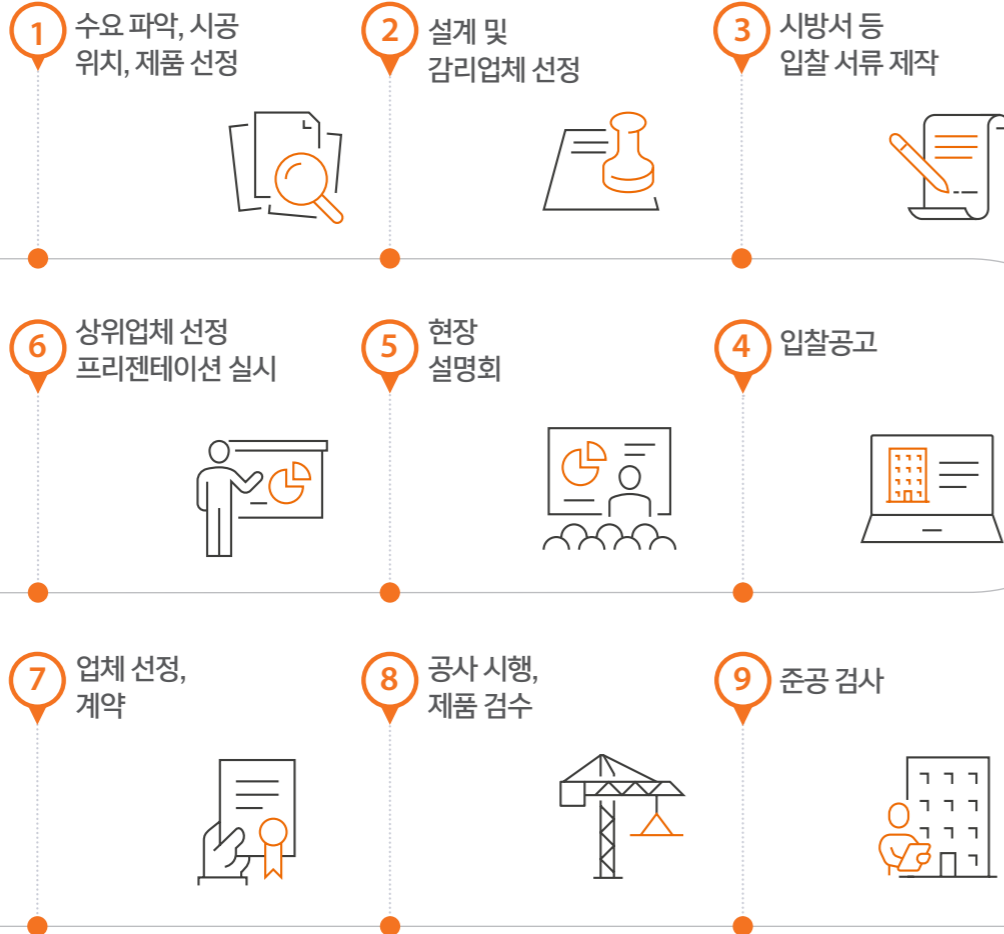 1
수요 파악, 시공
위치, 제품 선정
2
설계 및
감리업체 선정
3
시방서 등
입찰 서류 제작
4
입찰공고
5
현장
설명회
6
상위업체 선정
프리젠테이션 실시
7
업체 선정,
계약
8
공사 시행,
제품 검수
9
준공 검사